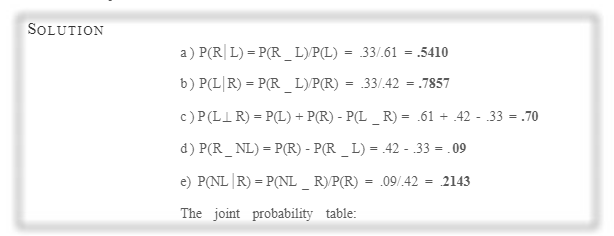 SOLUTION
a) P(R|L) = P(R _ L)/P(L) = .33/.61 = .5410
b) P(L|R) = P(R _ L)/P(R) = .33/.42 = .7857
c) P(L⊥R) = P(L) + P(R) - P(L _ R) = .61 + .42 - .33 = .70
d) P(R_ NL) = P(R) - P(R _ L) = .42 - .33 = .09
e) P(NL|R) = P(NL _ R)/P(R) = .09/.42 = .2143
The joint probability table: